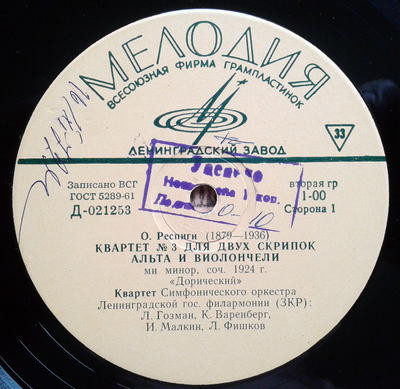 МЕЛОДИЯ
ВСЕСОЮЗНАЯ ФИРМА ГРАМПЛАСТИНОК
ЛЕНИНГРАДСКИЙ ЗАВОД
33
Записано ВСГ
ГОСТ 5289-61
Д-021253
вторая гр
1-00
Сторона 1
О. Респиги (1879—1936)
КВАРТЕТ № 3 ДЛЯ ДВУХ СКРИПОК
АЛЬТА И ВИОЛОНЧЕЛИ
ми минор, соч. 1924 г.
«Дорический»
Квартет Симфонического оркестра
Ленинградской гос. филармонии (ЗКР):
Л. Гозман, К. Варенберг,
И. Малкин, Л. Фишков